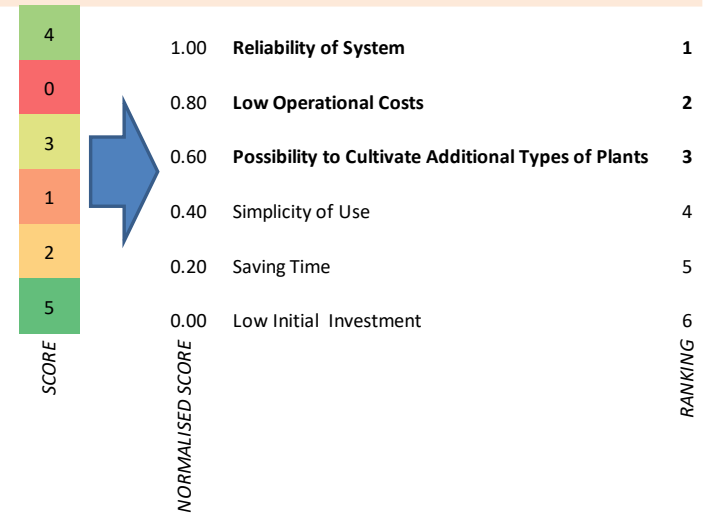 4
0
3
1
2
5
SCORE
1.00 Reliability of System 1
0.80 Low Operational Costs 2
0.60 Possibility to Cultivate Additional Types of Plants 3
0.40 Simplicity of Use 4
0.20 Saving Time 5
0.00 Low Initial Investment 6
NORMALISED SCORE
RANKING